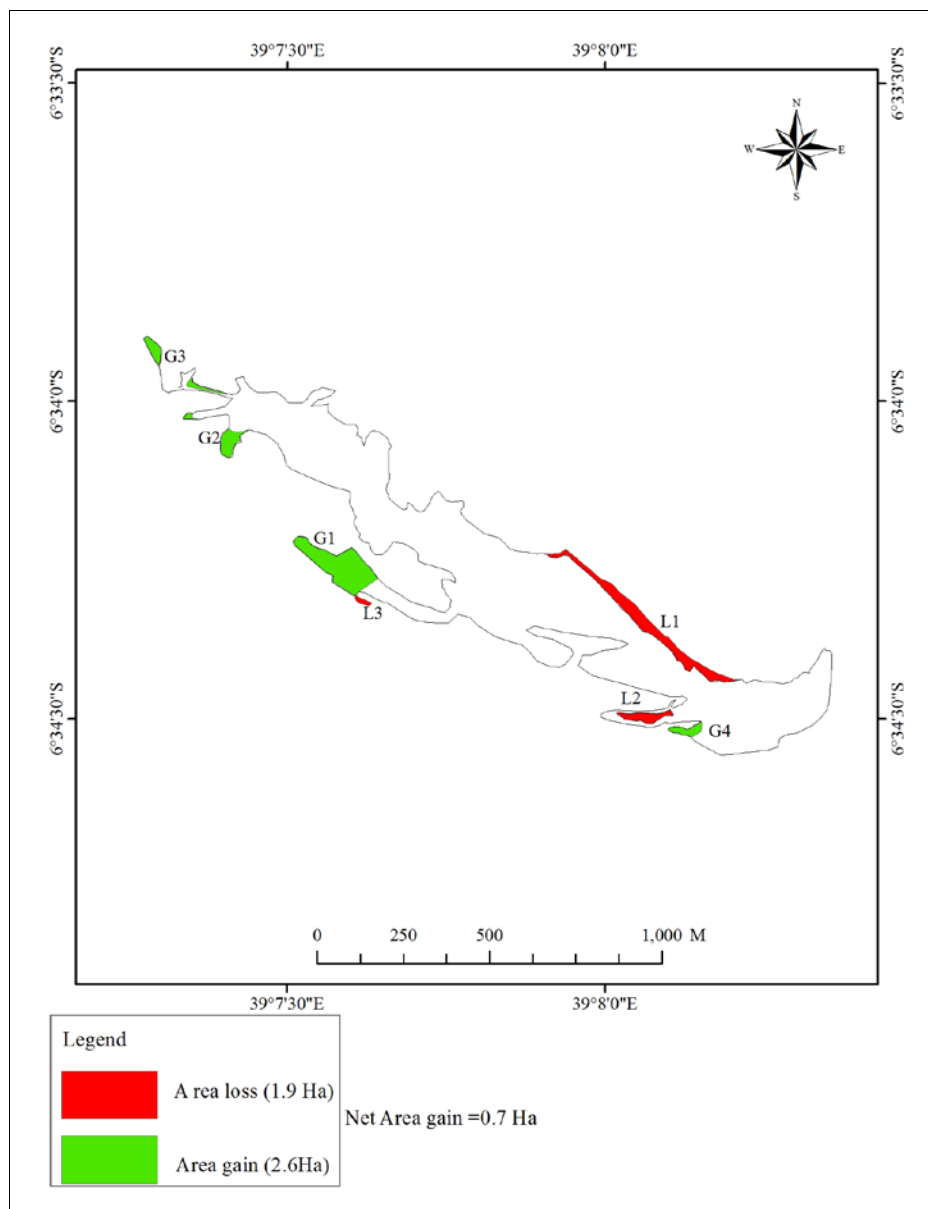 39°7'30"E 39°8'0"E
6°33'30"S
6°33'30"S
N
W E
S
G3
6°34'0"S
6°34'0"S
G2
G1
L3
L1
L2
G4
6°34'30"S
6°34'30"S
0 250 500 1,000 M
39°7'30"E 39°8'0"E
Legend
A rea loss (1.9 Ha)
Net Area gain =0.7 Ha
Area gain (2.6Ha)